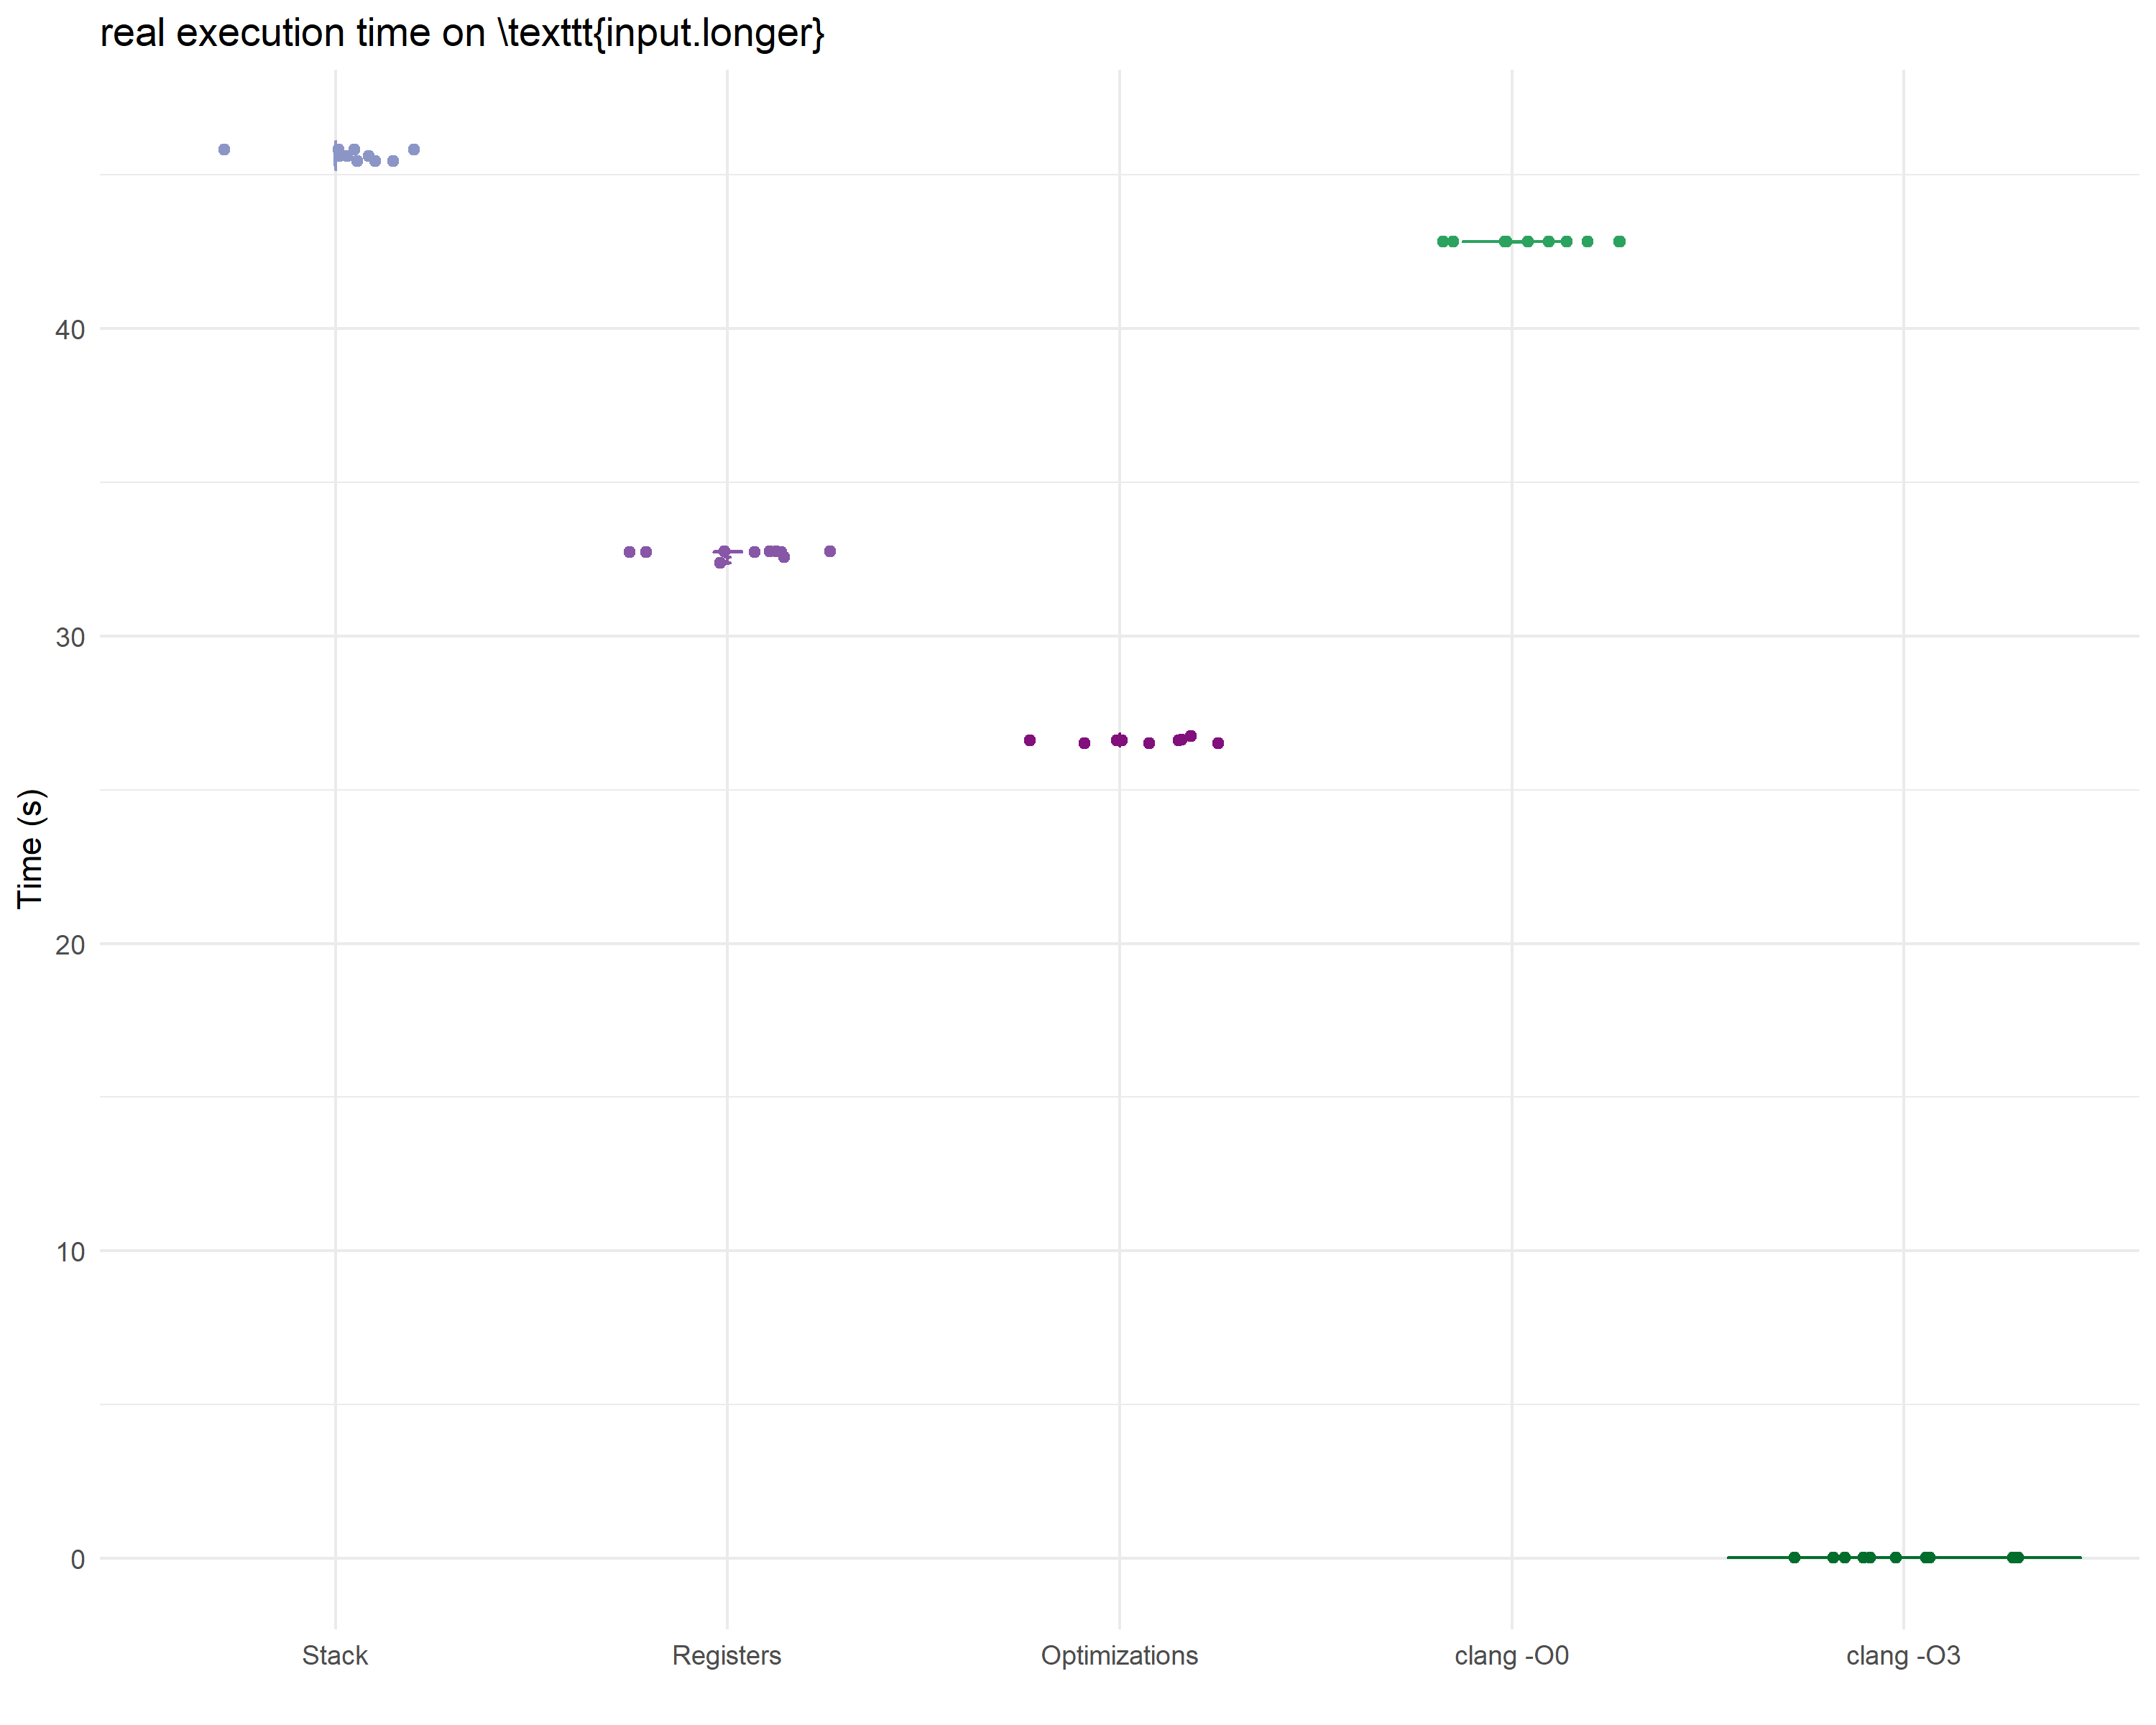 real execution time on \texttt{input.longer}
Time (s)
40
30
20
10
0
Stack Registers Optimizations clang -O0 clang -O3